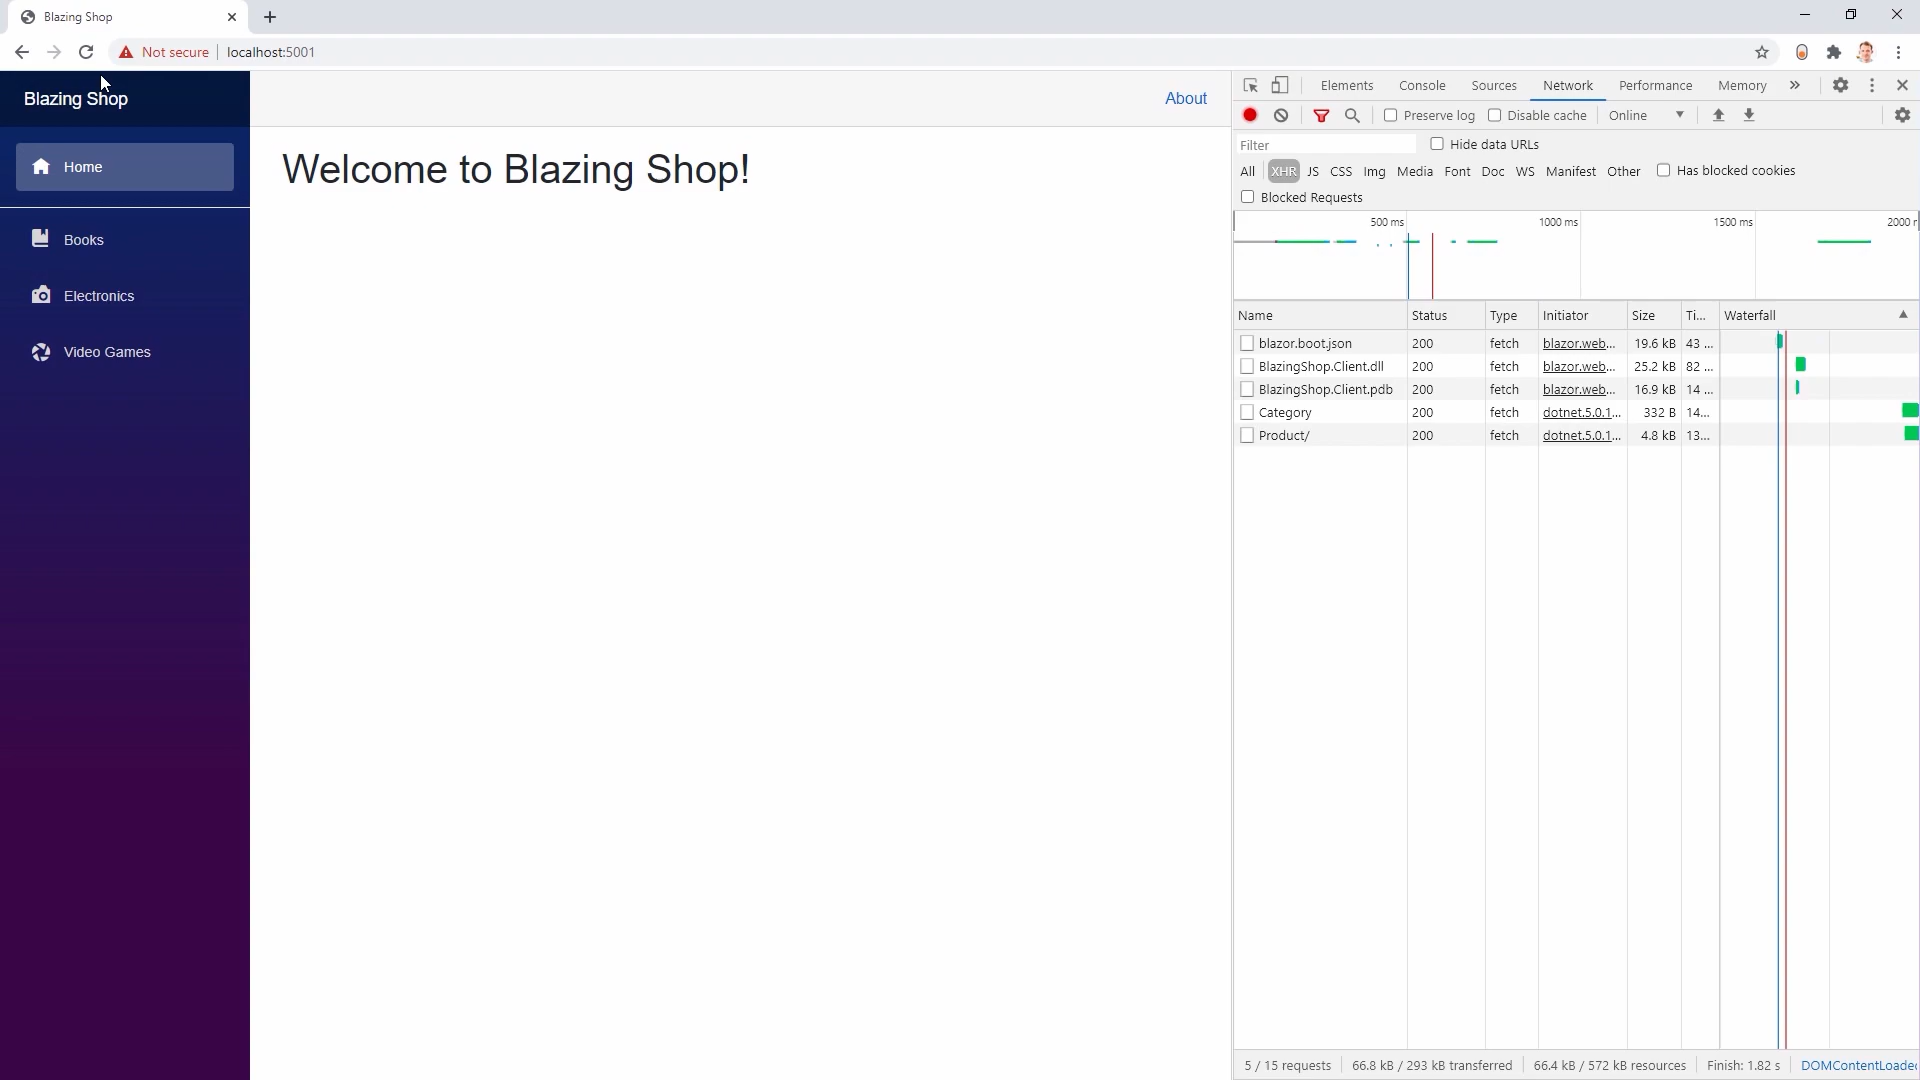 Blazing Shop
Not secure localhost:5001
Blazing Shop
Home
Books
Electronics
Video Games
About
Welcome to Blazing Shop!
Elements Console Sources Network Performance Memory
Preserve log Disable cache Online
Filter Hide data URLs
All XHR JS CSS Img Media Font Doc WS Manifest Other Has blocked cookies
Blocked Requests
500 ms 1000 ms 1500 ms 2000 r
Name Status Type Initiator Size Ti... Waterfall
blazor.boot.json 200 fetch blazor.web... 19.6 kB 43 ...
BlazingShop.Client.dll 200 fetch blazor.web... 25.2 kB 82 ...
BlazingShop.Client.pdb 200 fetch blazor.web... 16.9 kB 14 ...
Category 200 fetch dotnet.5.0.1... 332 B 14...
Product/ 200 fetch dotnet.5.0.1... 4.8 kB 13...
5 / 15 requests 66.8 kB / 293 kB transferred 66.4 kB / 572 kB resources Finish: 1.82 s DOMContentLoaded